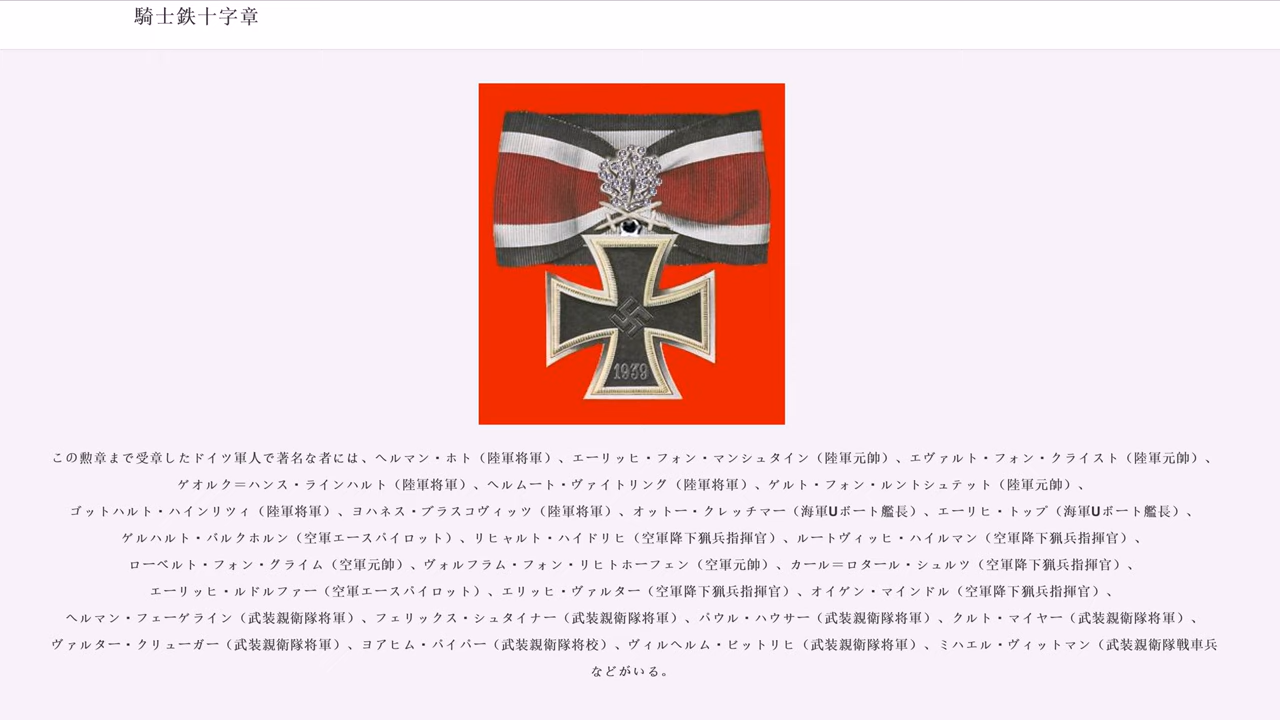 騎士鉄十字章
1939
この勲章まで受章したドイツ軍人で著名な者には、ヘルマン・ホト（陸軍将軍）、エーリッヒ・フォン・マンシュタイン（陸軍元帥）、エヴァルト・フォン・クライスト（陸軍元帥）、
ゲオルク＝ハンス・ラインハルト（陸軍将軍）、ヘルムート・ヴァイトリング（陸軍将軍）、ゲルト・フォン・ルントシュテット（陸軍元帥）、
ゴットハルト・ハインリツィ（陸軍将軍）、ヨハネス・ブラスコヴィッツ（陸軍将軍）、オットー・クレッチマー（海軍Uボート艦長）、エーリヒ・トップ（海軍Uボート艦長）、
ゲルハルト・バルクホルン（空軍エースパイロット）、リヒャルト・ハイドリヒ（空軍降下猟兵指揮官）、ルートヴィッヒ・ハイルマン（空軍降下猟兵指揮官）、
ローベルト・フォン・グライム（空軍元帥）、ヴォルフラム・フォン・リヒトホーフェン（空軍元帥）、カール＝ロタール・シュルツ（空軍降下猟兵指揮官）、
エーリッヒ・ルドルファー（空軍エースパイロット）、エリッヒ・ヴァルター（空軍降下猟兵指揮官）、オイゲン・マインドル（空軍降下猟兵指揮官）、
ヘルマン・フェーゲライン（武装親衛隊将軍）、フェリックス・シュタイナー（武装親衛隊将軍）、パウル・ハウサー（武装親衛隊将軍）、クルト・マイヤー（武装親衛隊将軍）、
ヴァルター・クリューガー（武装親衛隊将軍）、ヨアヒム・パイパー（武装親衛隊将校）、ヴィルヘルム・ビットリヒ（武装親衛隊将軍）、ミハエル・ヴィットマン（武装親衛隊戦車兵
などがいる。